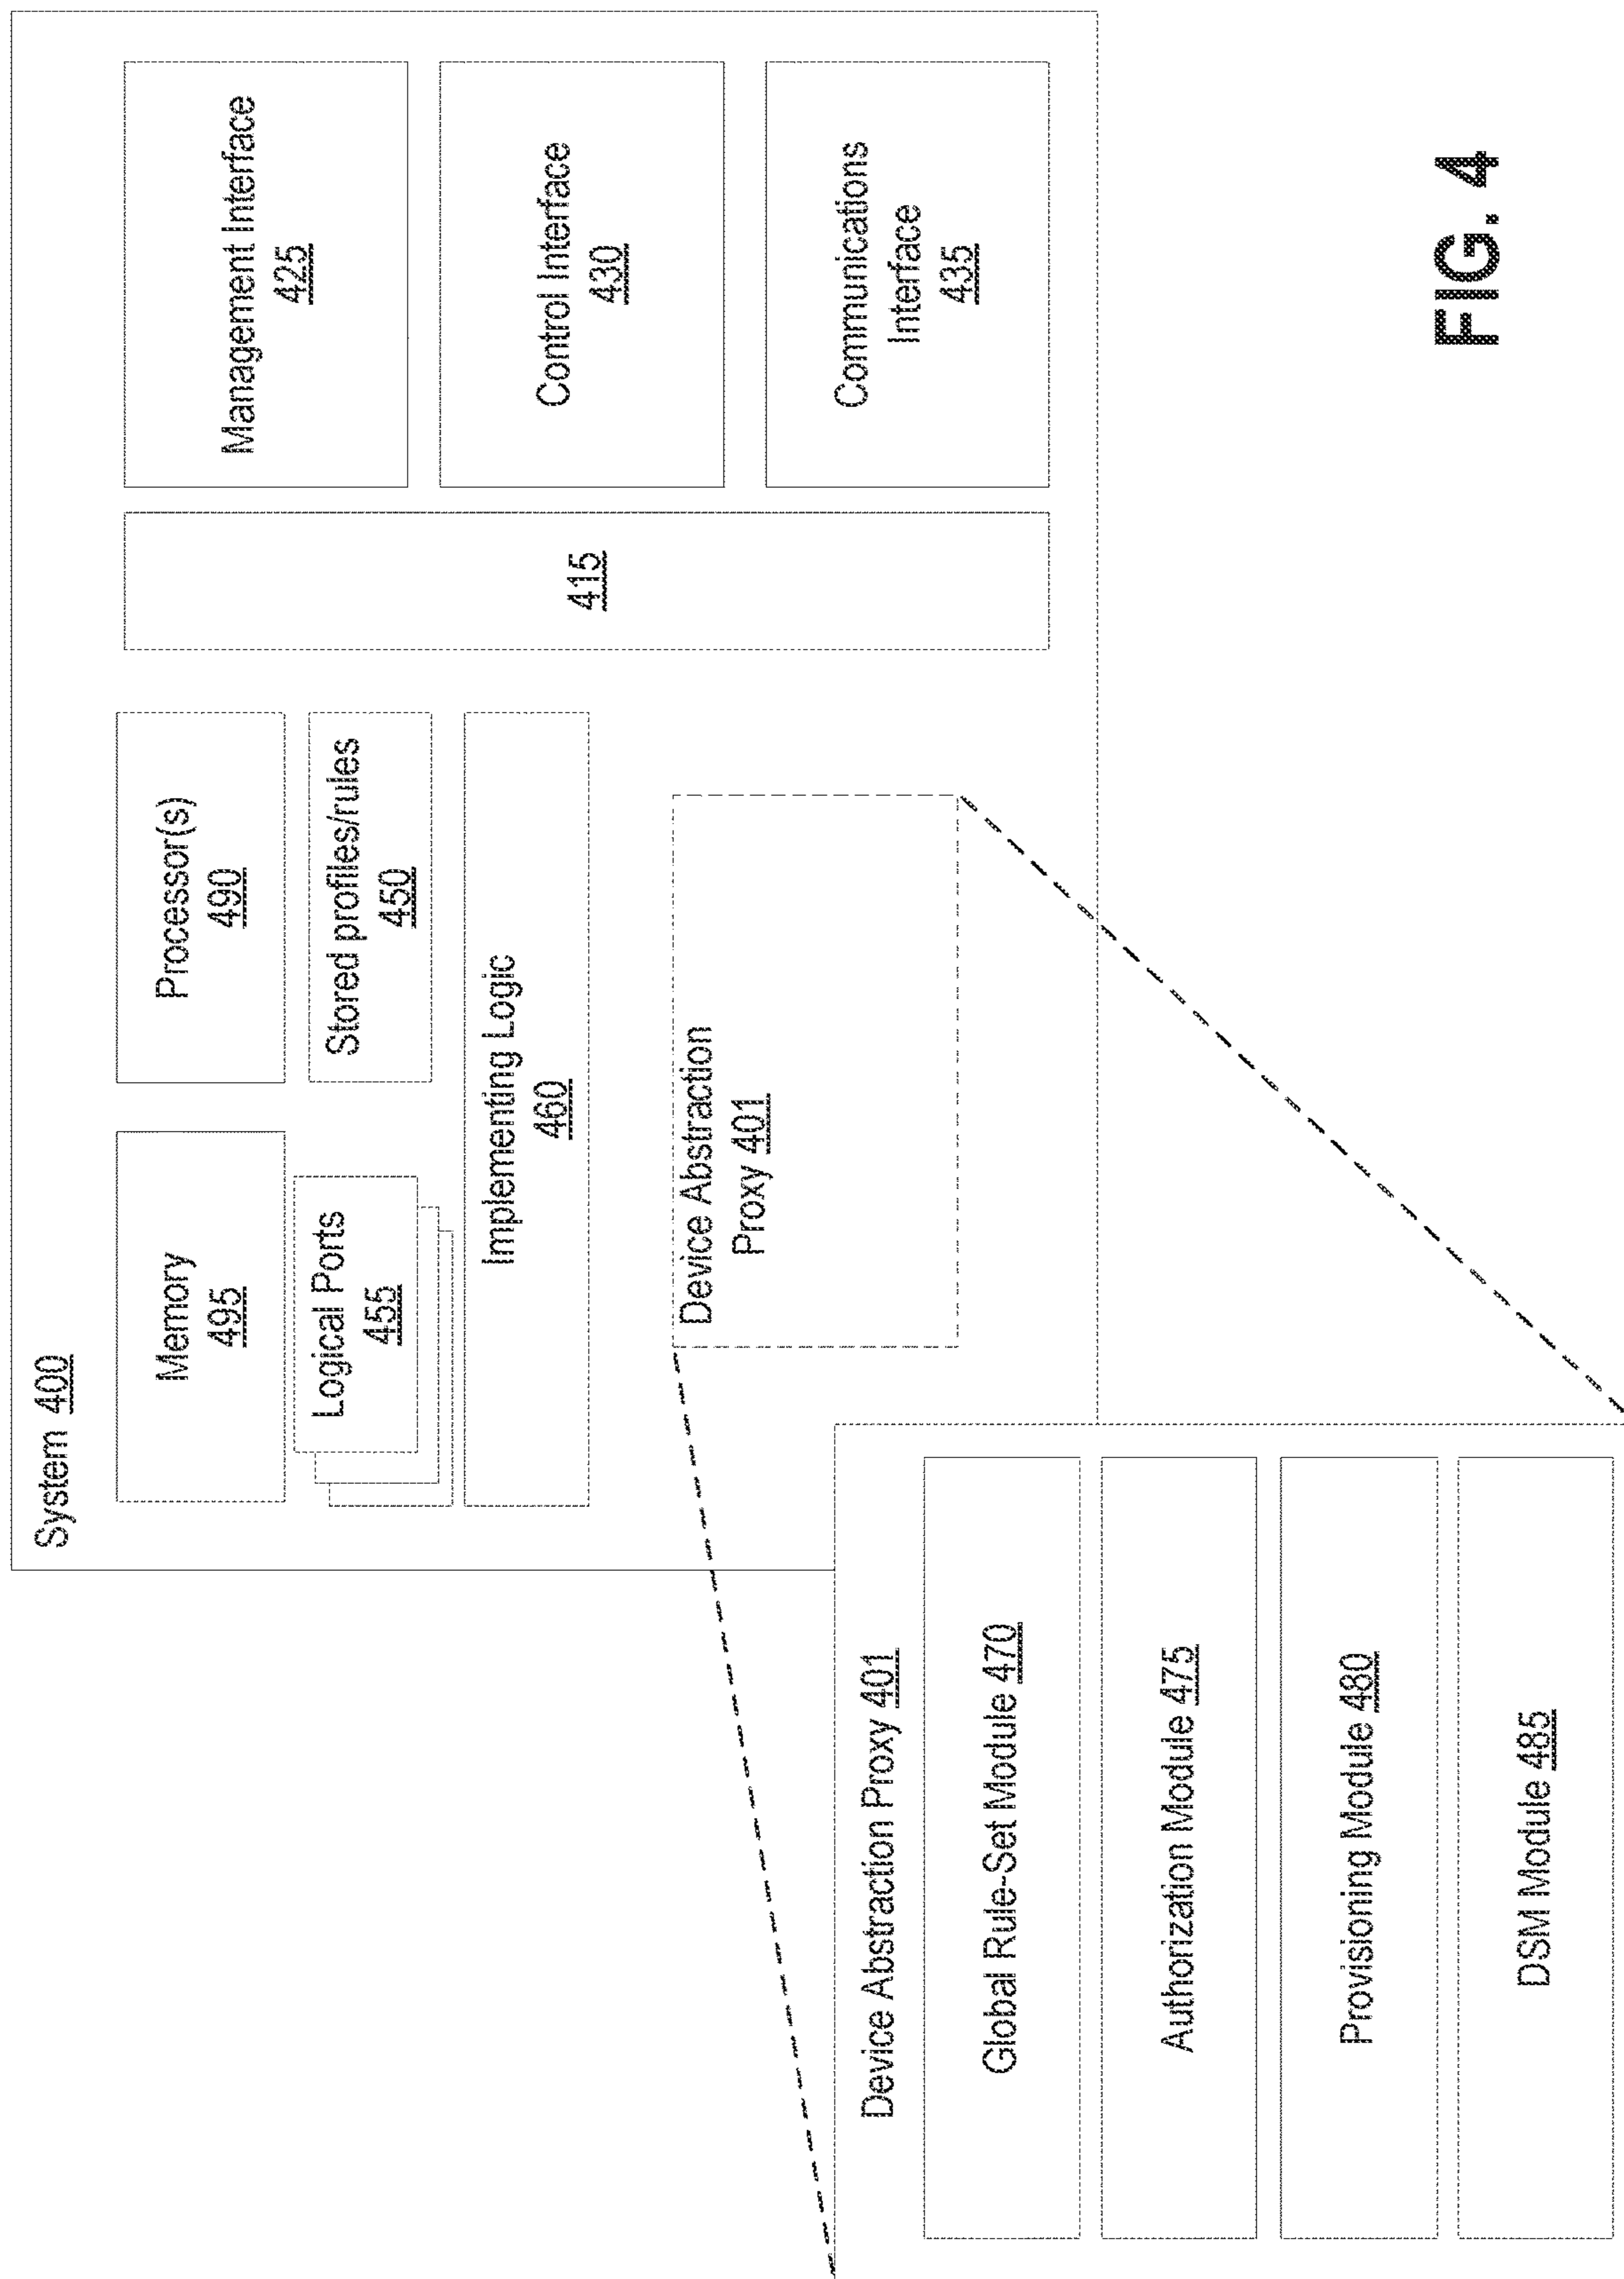 System 400
Memory
495
Processor(s)
490
Logical Ports
455
Stored profiles/rules
450
Implementing Logic
460
Device Abstraction
Proxy 401
415
Management Interface
425
Control Interface
430
Communications
Interface
435
Device Abstraction Proxy 401
Global Rule-Set Module 470
Authorization Module 475
Provisioning Module 480
DSM Module 485
FIG. 4